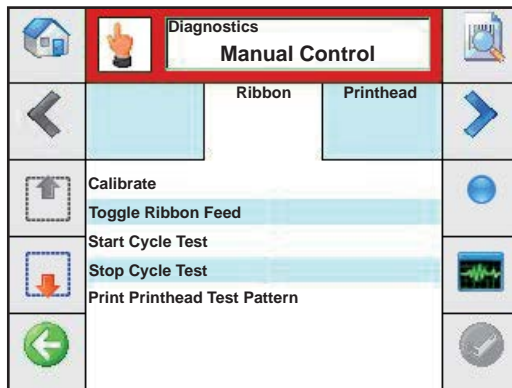 Diagnostics
Manual Control
Ribbon Printhead
Calibrate
Toggle Ribbon Feed
Start Cycle Test
Stop Cycle Test
Print Printhead Test Pattern